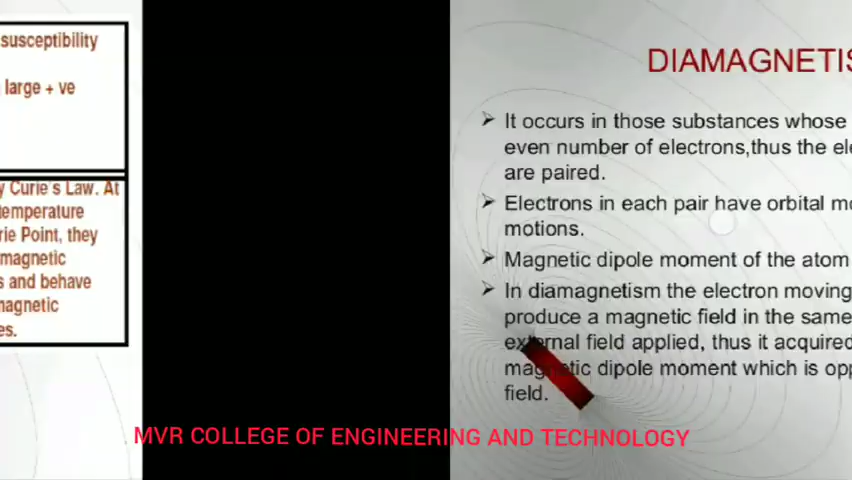 susceptibility
large + ve
Curie's Law. At
temperature
Point, they
magnetic
and behave
DIAMAGNETIS
➢ It occurs in those substances whose
even number of electrons,thus the ele
are paired.
➢ Electrons in each pair have orbital mo
motions.
➢ Magnetic dipole moment of the atom
➢ In diamagnetism the electron moving
produce a magnetic field in the same
external field applied, thus it acquired
magnetic dipole moment which is opp
field.
MVR COLLEGE OF ENGINEERING AND TECHNOLOGY